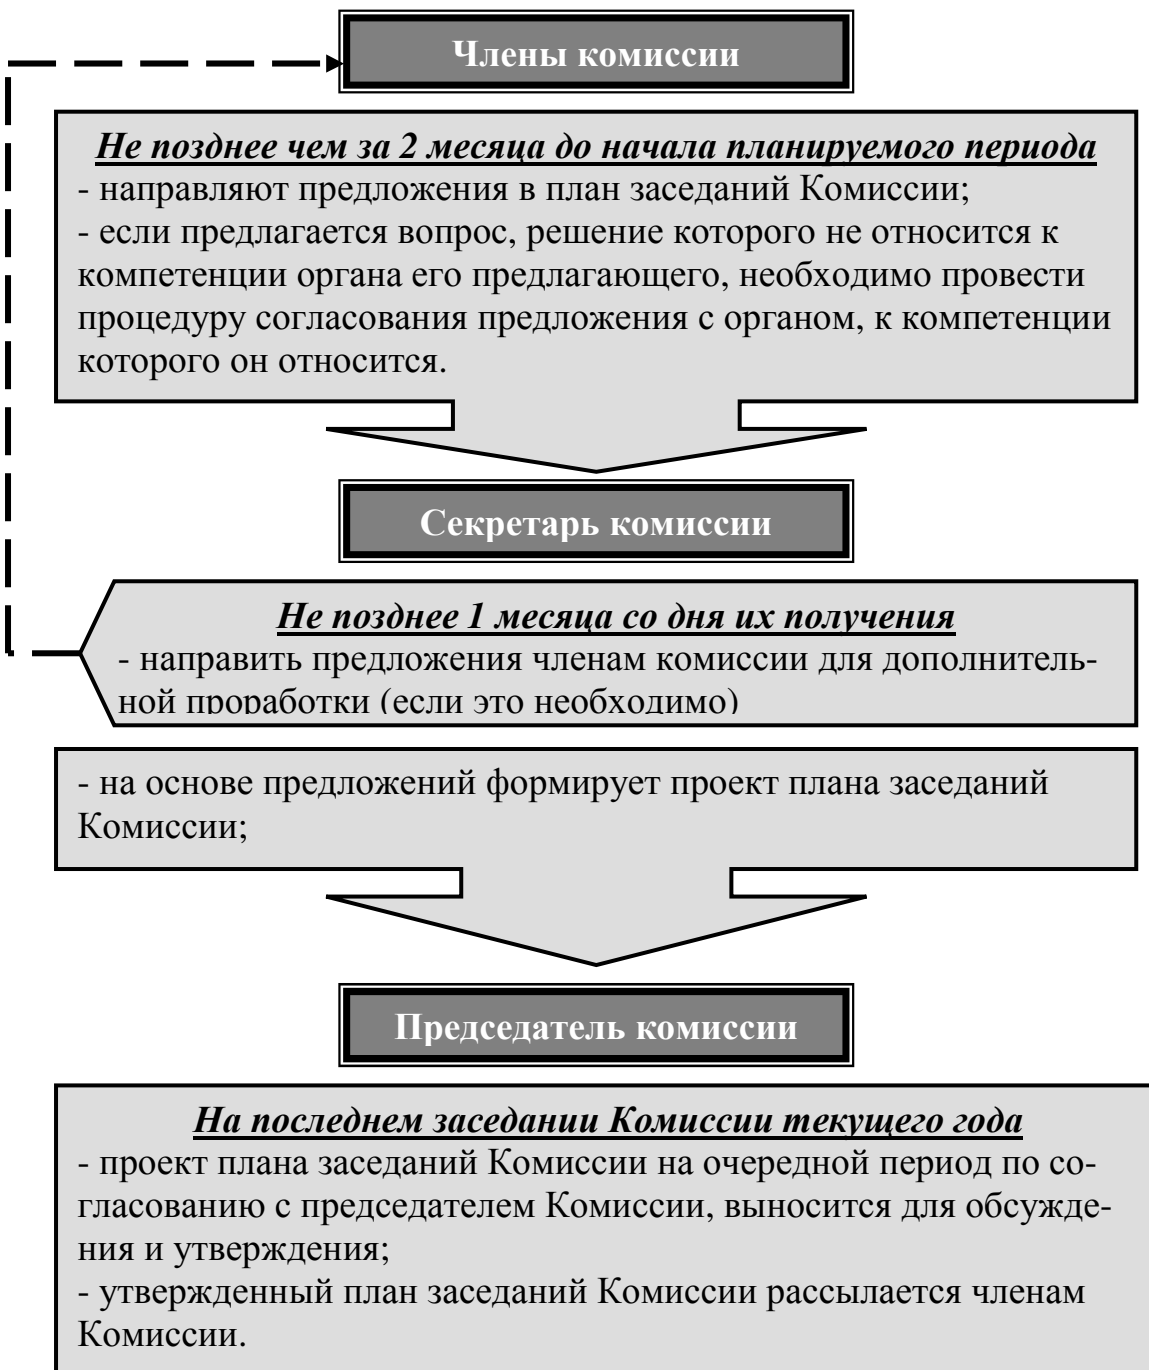 Члены комиссии
Не позднее чем за 2 месяца до начала планируемого периода
- направляют предложения в план заседаний Комиссии;
- если предлагается вопрос, решение которого не относится к
компетенции органа его предлагающего, необходимо провести
процедуру согласования предложения с органом, к компетенции
которого он относится.
Секретарь комиссии
Не позднее 1 месяца со дня их получения
- направить предложения членам комиссии для дополнитель-
ной проработки (если это необходимо)
- на основе предложений формирует проект плана заседаний
Комиссии;
Председатель комиссии
На последнем заседании Комиссии текущего года
- проект плана заседаний Комиссии на очередной период по со-
гласованию с председателем Комиссии, выносится для обсужде-
ния и утверждения;
- утвержденный план заседаний Комиссии рассылается членам
Комиссии.